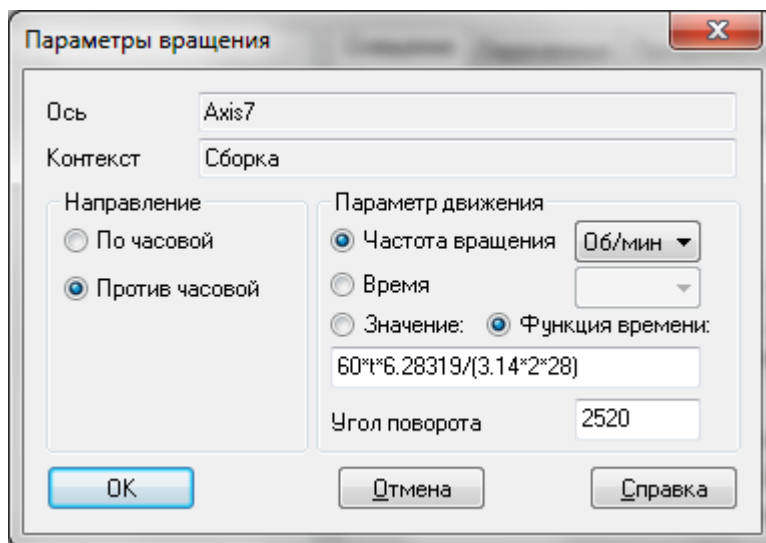 Параметры вращения
Ось Axis7
Контекст Сборка
Направление
По часовой
Против часовой
Параметр движения
Частота вращения Об/мин
Время
Значение: Функция времени:
60*t*6.28319/(3.14*2*28)
Угол поворота 2520
OK Отмена Справка